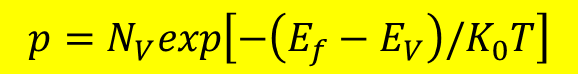 p = N_V exp[−(E_f − E_V)/K_0T]